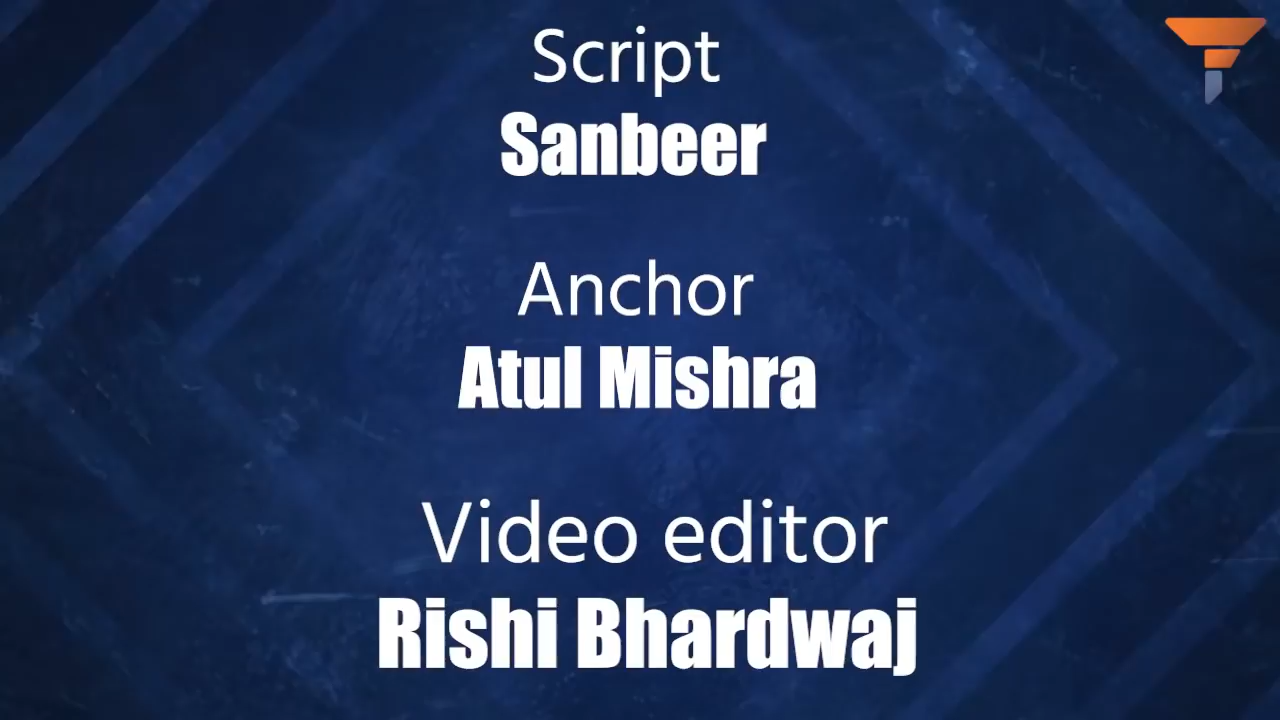 Script
Sanbeer
Anchor
Atul Mishra
Video editor
Rishi Bhardwaj